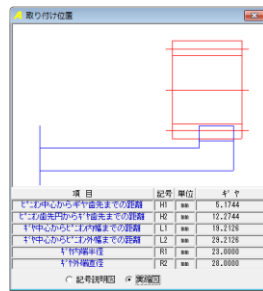 取り付け位置
項 目 記号 単位 ギ ヤ
ピニオン中心からギヤ歯先までの距離 H1 mm 5.1744
ピニオン歯先円からギヤ歯先までの距離 H2 mm 12.2744
ギヤ中心からピニオン内幅までの距離 L1 mm 19.2126
ギヤ中心からピニオン外幅までの距離 L2 mm 29.2126
ギヤ内端半径 R1 mm 23.0000
ギヤ外端直径 R2 mm 28.0000
記号説明図 実描図